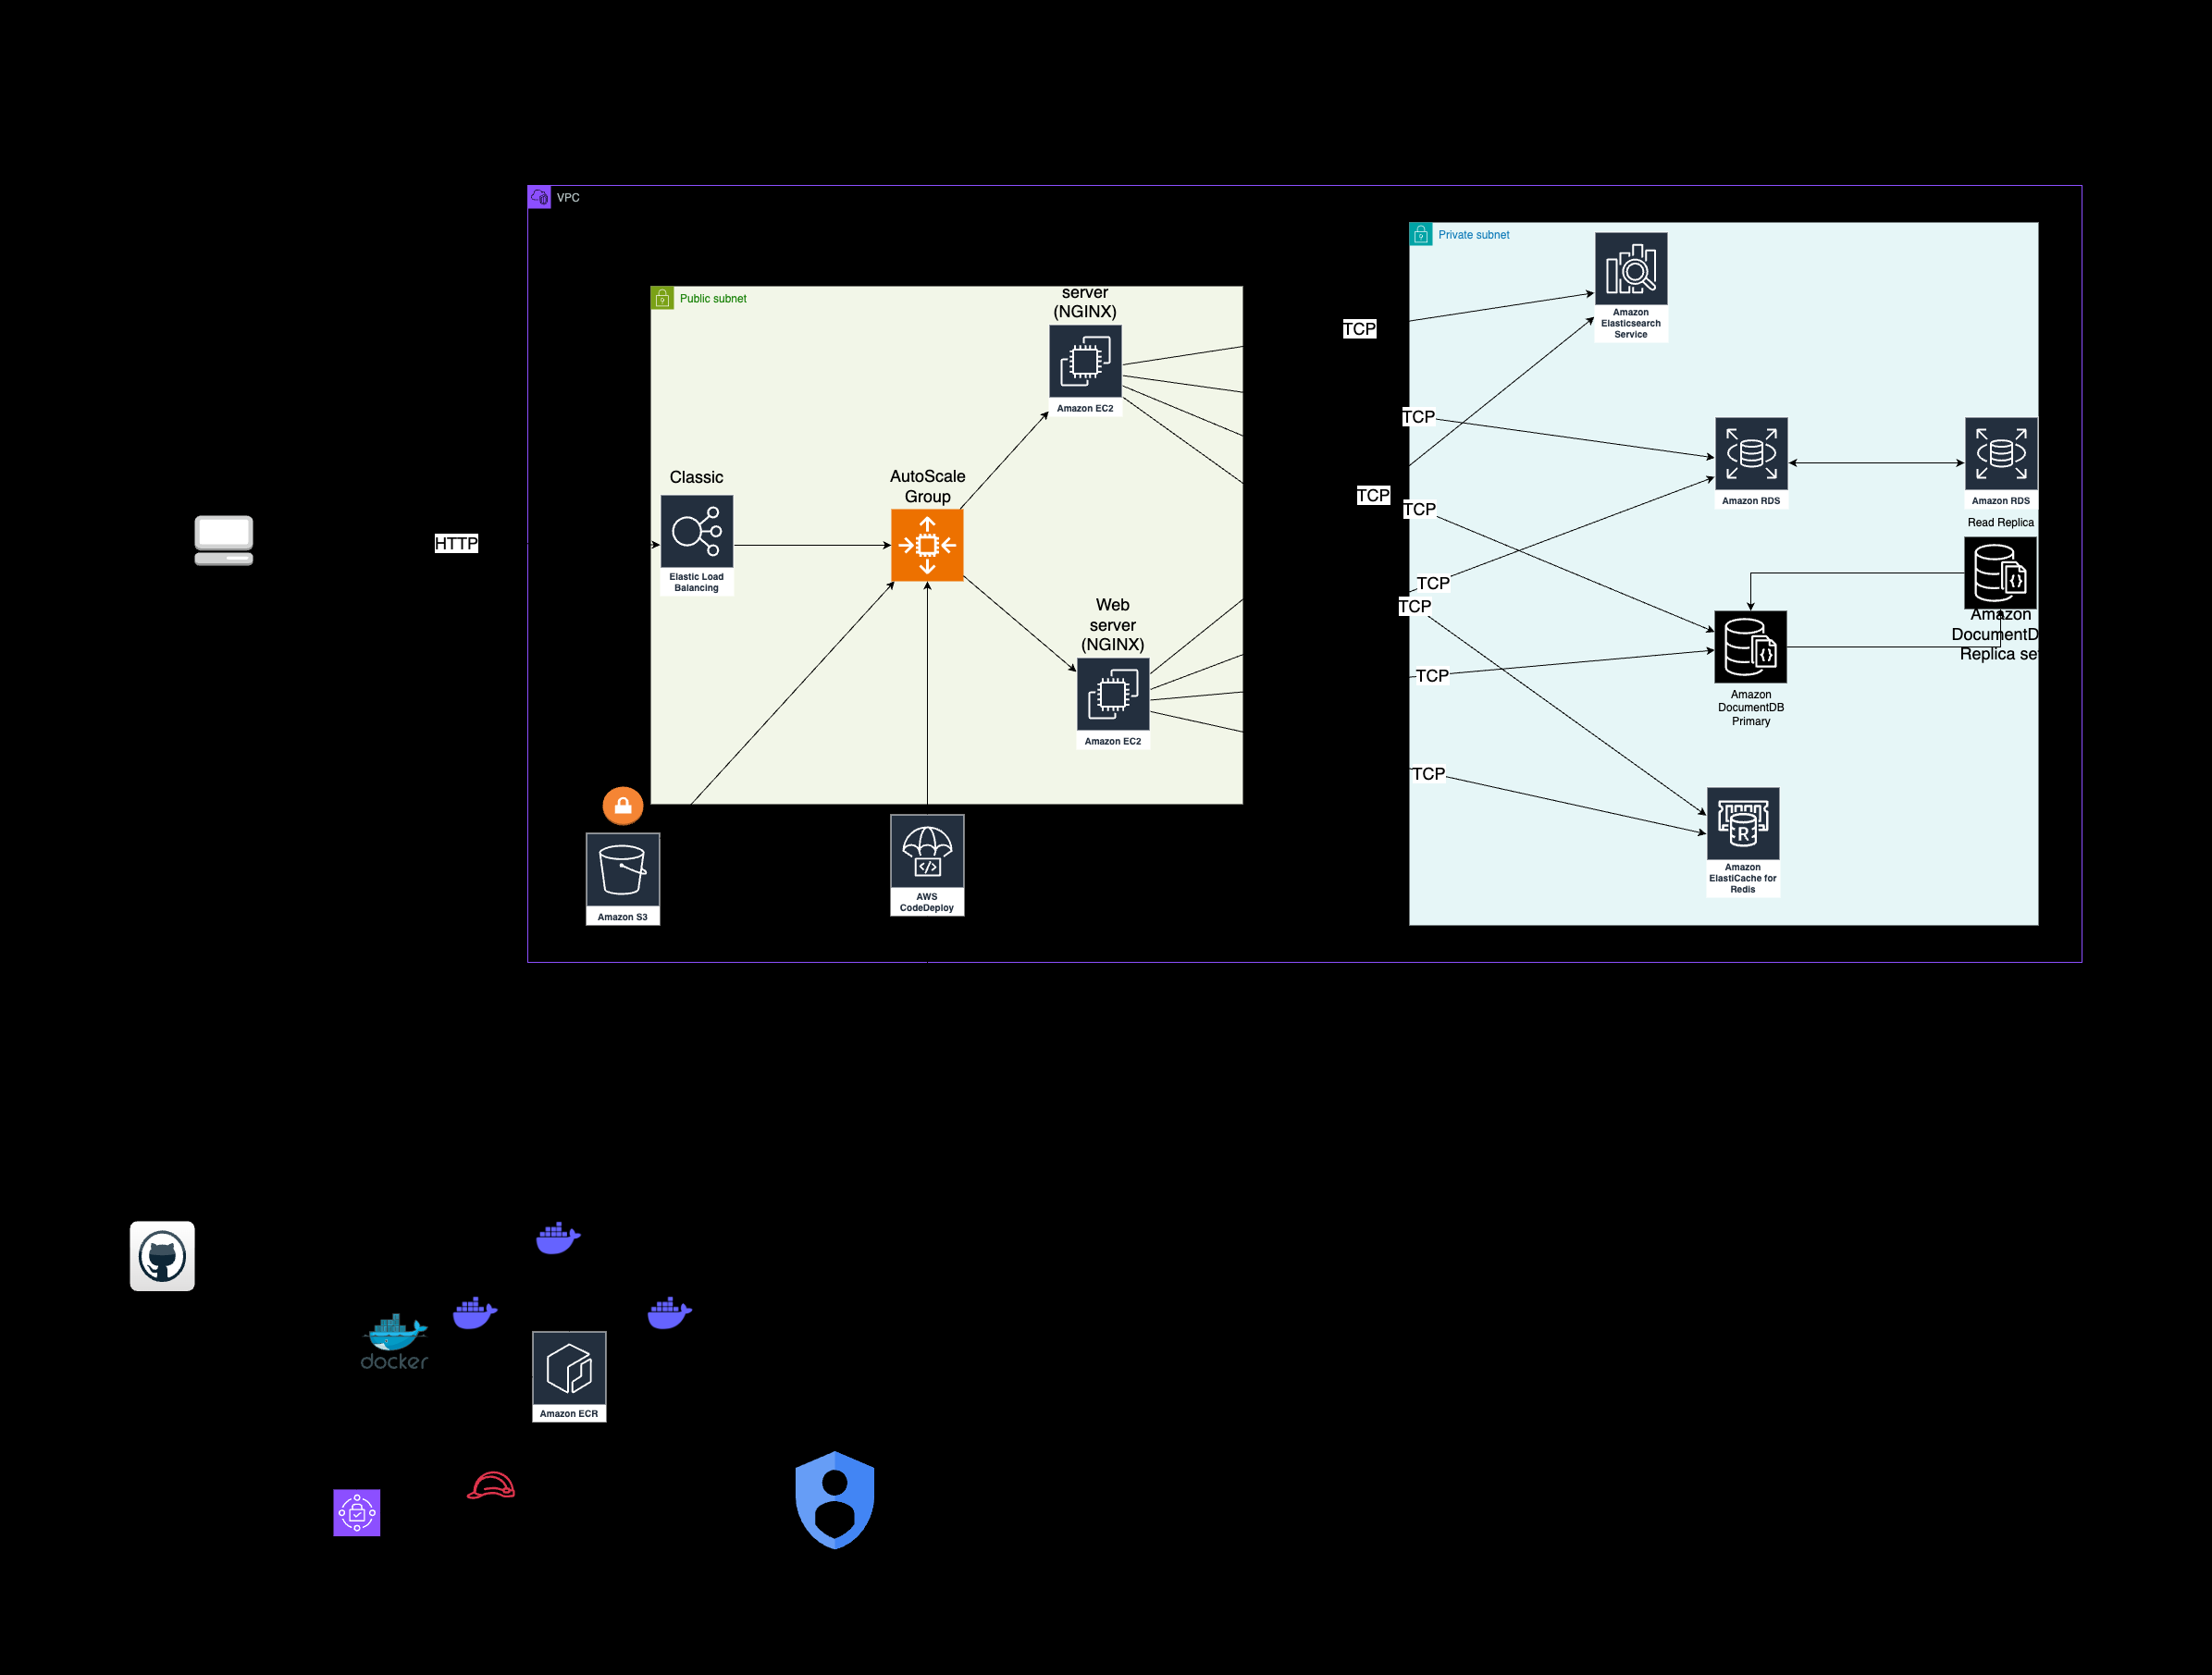 VPC
Private subnet
Public subnet
server
(NGINX)
Amazon
Elasticsearch
Service
TCP
Amazon EC2
TCP
Classic
AutoScale
Group
TCP
TCP
Amazon RDS
Amazon RDS
Read Replica
HTTP
Elastic Load
Balancing
TCP
TCP
Web
server
(NGINX)
Amazon
DocumentD
Replica se
TCP
Amazon
DocumentDB
Primary
Amazon EC2
TCP
R
Amazon
ElastiCache for
Redis
Amazon S3
AWS
CodeDeploy
docker
Amazon ECR